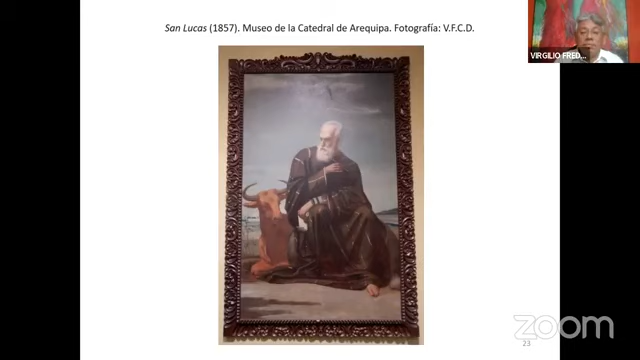 San Lucas (1857). Museo de la Catedral de Arequipa. Fotografía: V.F.C.D.
VIRGILIO FRED...
zoom
23